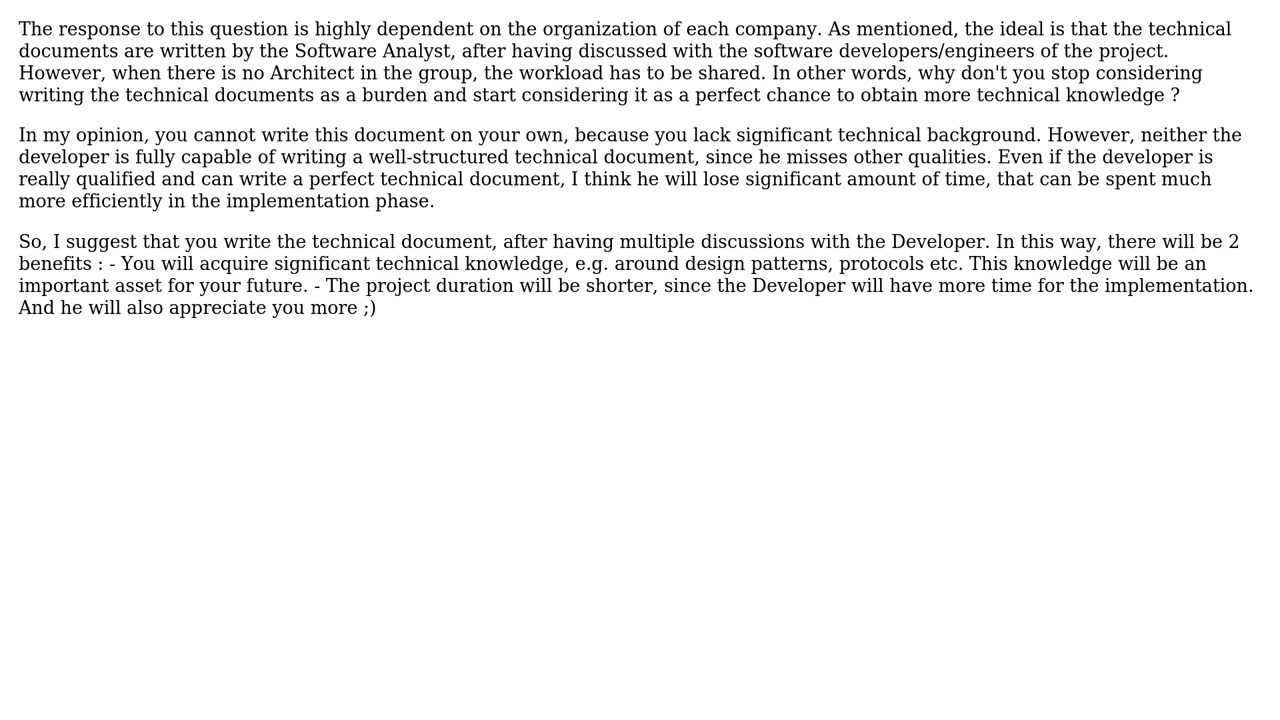 The response to this question is highly dependent on the organization of each company. As mentioned, the ideal is that the technical
documents are written by the Software Analyst, after having discussed with the software developers/engineers of the project.
However, when there is no Architect in the group, the workload has to be shared. In other words, why don't you stop considering
writing the technical documents as a burden and start considering it as a perfect chance to obtain more technical knowledge ?
In my opinion, you cannot write this document on your own, because you lack significant technical background. However, neither the
developer is fully capable of writing a well-structured technical document, since he misses other qualities. Even if the developer is
really qualified and can write a perfect technical document, I think he will lose significant amount of time, that can be spent much
more efficiently in the implementation phase.
So, I suggest that you write the technical document, after having multiple discussions with the Developer. In this way, there will be 2
benefits : - You will acquire significant technical knowledge, e.g. around design patterns, protocols etc. This knowledge will be an
important asset for your future. - The project duration will be shorter, since the Developer will have more time for the implementation.
And he will also appreciate you more ;)